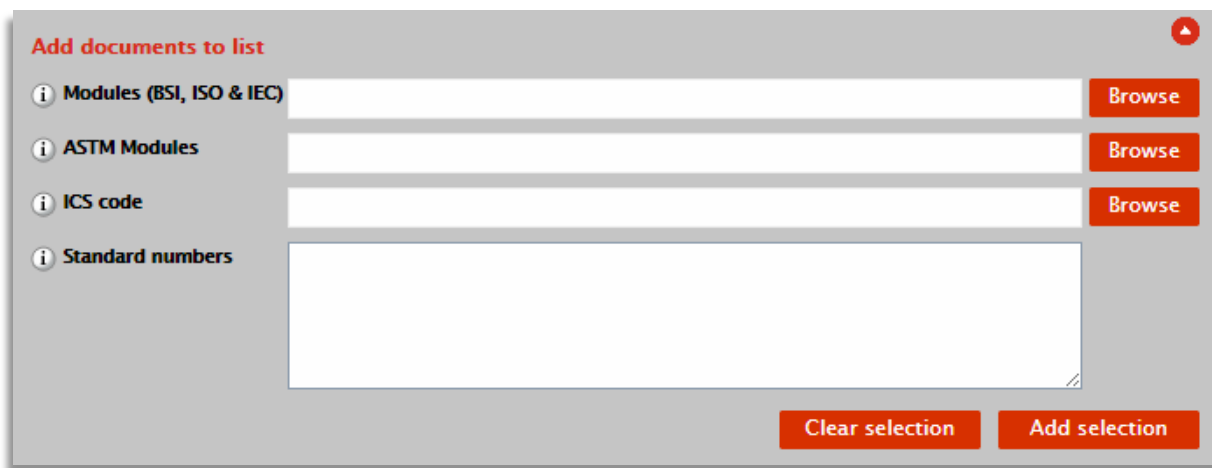 Add documents to list
Modules (BSI, ISO & IEC) Browse
ASTM Modules Browse
ICS code Browse
Standard numbers
Clear selection Add selection